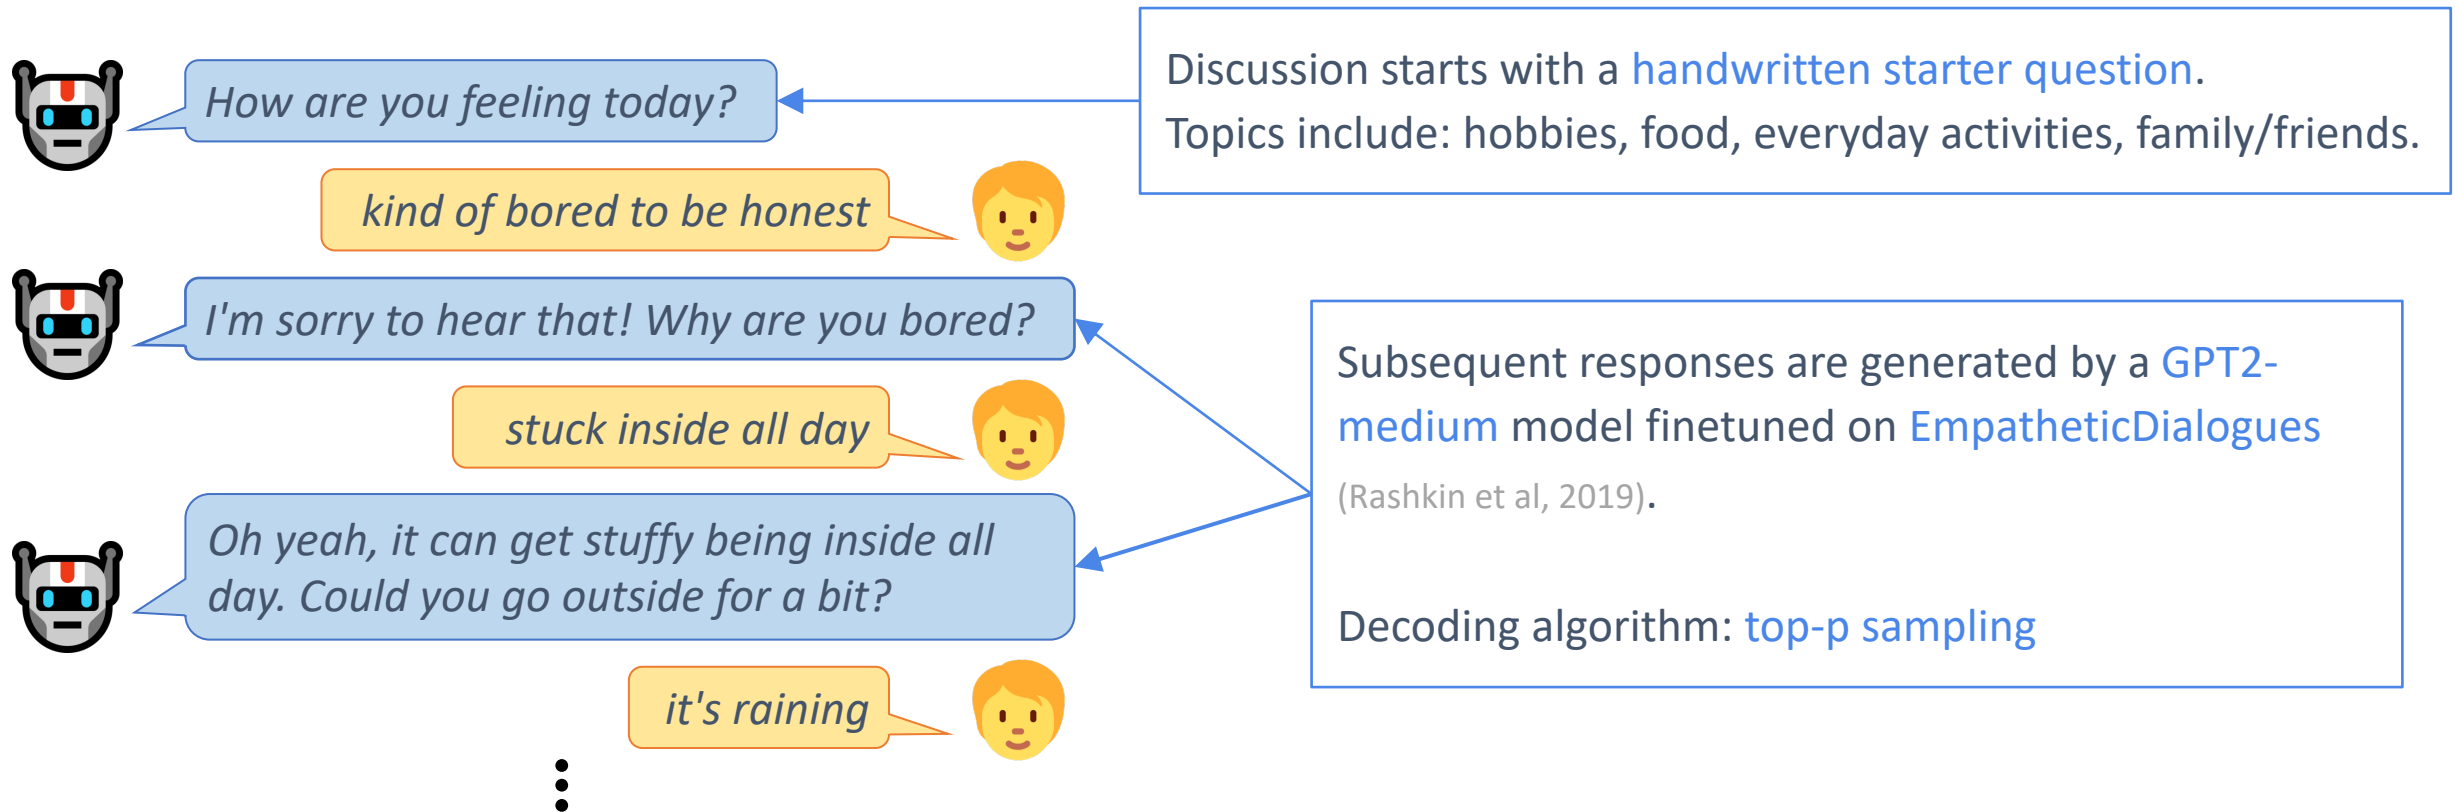 How are you feeling today?
Discussion starts with a handwritten starter question.
Topics include: hobbies, food, everyday activities, family/friends.
kind of bored to be honest
I'm sorry to hear that! Why are you bored?
stuck inside all day
Oh yeah, it can get stuffy being inside all
day. Could you go outside for a bit?
it's raining
Subsequent responses are generated by a GPT2-
medium model finetuned on EmpatheticDialogues
(Rashkin et al, 2019).
Decoding algorithm: top-p sampling